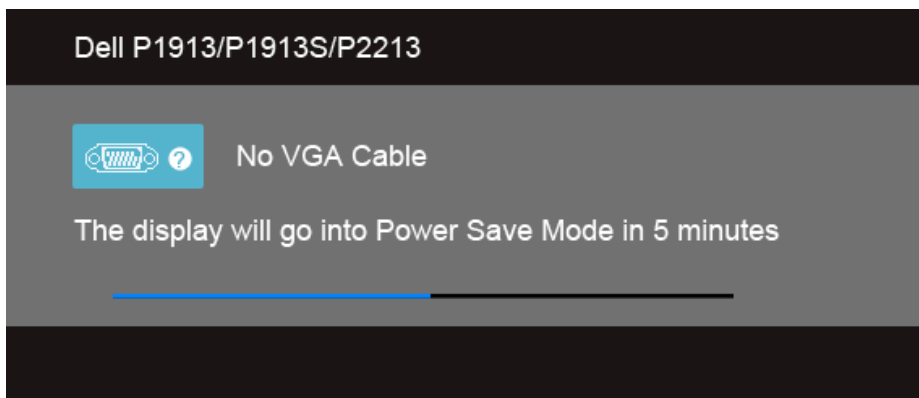 Dell P1913/P1913S/P2213
? No VGA Cable
The display will go into Power Save Mode in 5 minutes